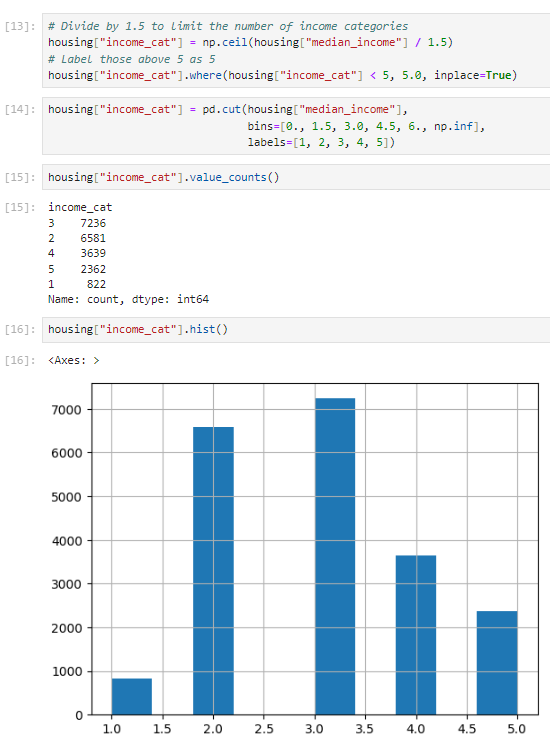 [13]: # Divide by 1.5 to limit the number of income categories
housing["income_cat"] = np.ceil(housing["median_income"] / 1.5)
# Label those above 5 as 5
housing["income_cat"].where(housing["income_cat"] < 5, 5.0, inplace=True)
[14]: housing["income_cat"] = pd.cut(housing["median_income"],
bins=[0., 1.5, 3.0, 4.5, 6., np.inf],
labels=[1, 2, 3, 4, 5])
[15]: housing["income_cat"].value_counts()
[15]: income_cat
3    7236
2    6581
4    3639
5    2362
1     822
Name: count, dtype: int64
[16]: housing["income_cat"].hist()
[16]: <Axes: >
7000
6000
5000
4000
3000
2000
1000
0
1.0 1.5 2.0 2.5 3.0 3.5 4.0 4.5 5.0